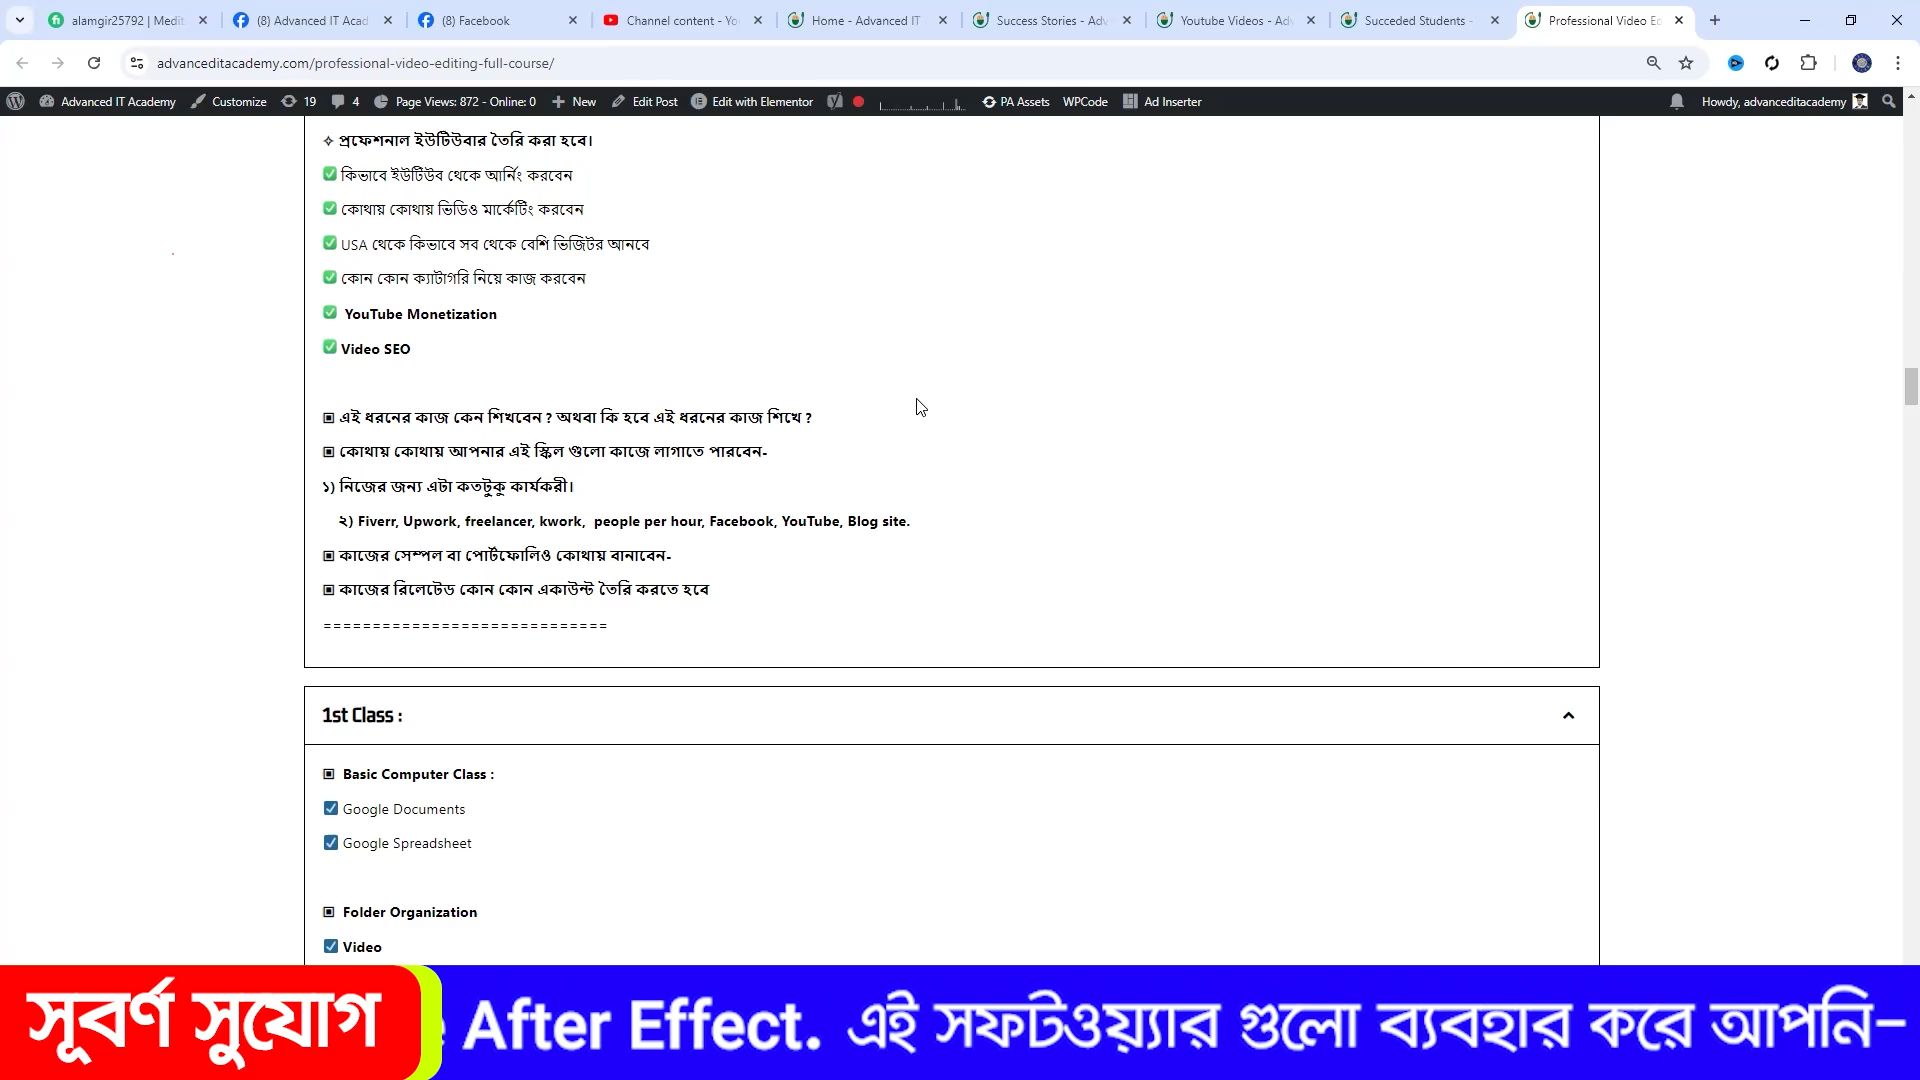 alamgir25792 | Medit
(8) Advanced IT Acad
(8) Facebook
Channel content - Yo
Home - Advanced IT
Success Stories - Adv
Youtube Videos - Adv
Succeded Students -
Professional Video Ed
advanceditacademy.com/professional-video-editing-full-course/
Advanced IT Academy
Customize
19
4
Page Views: 872 - Online: 0
New
Edit Post
Edit with Elementor
PA Assets
WPCode
Ad Inserter
Howdy, advanceditacademy
✧ প্রফেশনাল ইউটিউবার তৈরি করা হবে।
✅ কিভাবে ইউটিউব থেকে আর্নিং করবেন
✅ কোথায় কোথায় ভিডিও মার্কেটিং করবেন
✅ USA থেকে কিভাবে সব থেকে বেশি ভিজিটর আনবে
✅ কোন কোন ক্যাটাগরি নিয়ে কাজ করবেন
✅ YouTube Monetization
✅ Video SEO
▣ এই ধরনের কাজ কেন শিখবেন ? অথবা কি হবে এই ধরনের কাজ শিখে ?
▣ কোথায় কোথায় আপনার এই স্কিল গুলো কাজে লাগাতে পারবেন-
১) নিজের জন্য এটা কতটুকু কার্যকরী।
২) Fiverr, Upwork, freelancer, kwork, people per hour, Facebook, YouTube, Blog site.
▣ কাজের সেম্পল বা পোর্টফোলিও কোথায় বানাবেন-
▣ কাজের রিলেটেড কোন কোন একাউন্ট তৈরি করতে হবে
=============================
1st Class :
▣ Basic Computer Class :
☑ Google Documents
☑ Google Spreadsheet
▣ Folder Organization
☑ Video
সূবর্ণ সুযোগ
After Effect. এই সফটওয়্যার গুলো ব্যবহার করে আপনি-